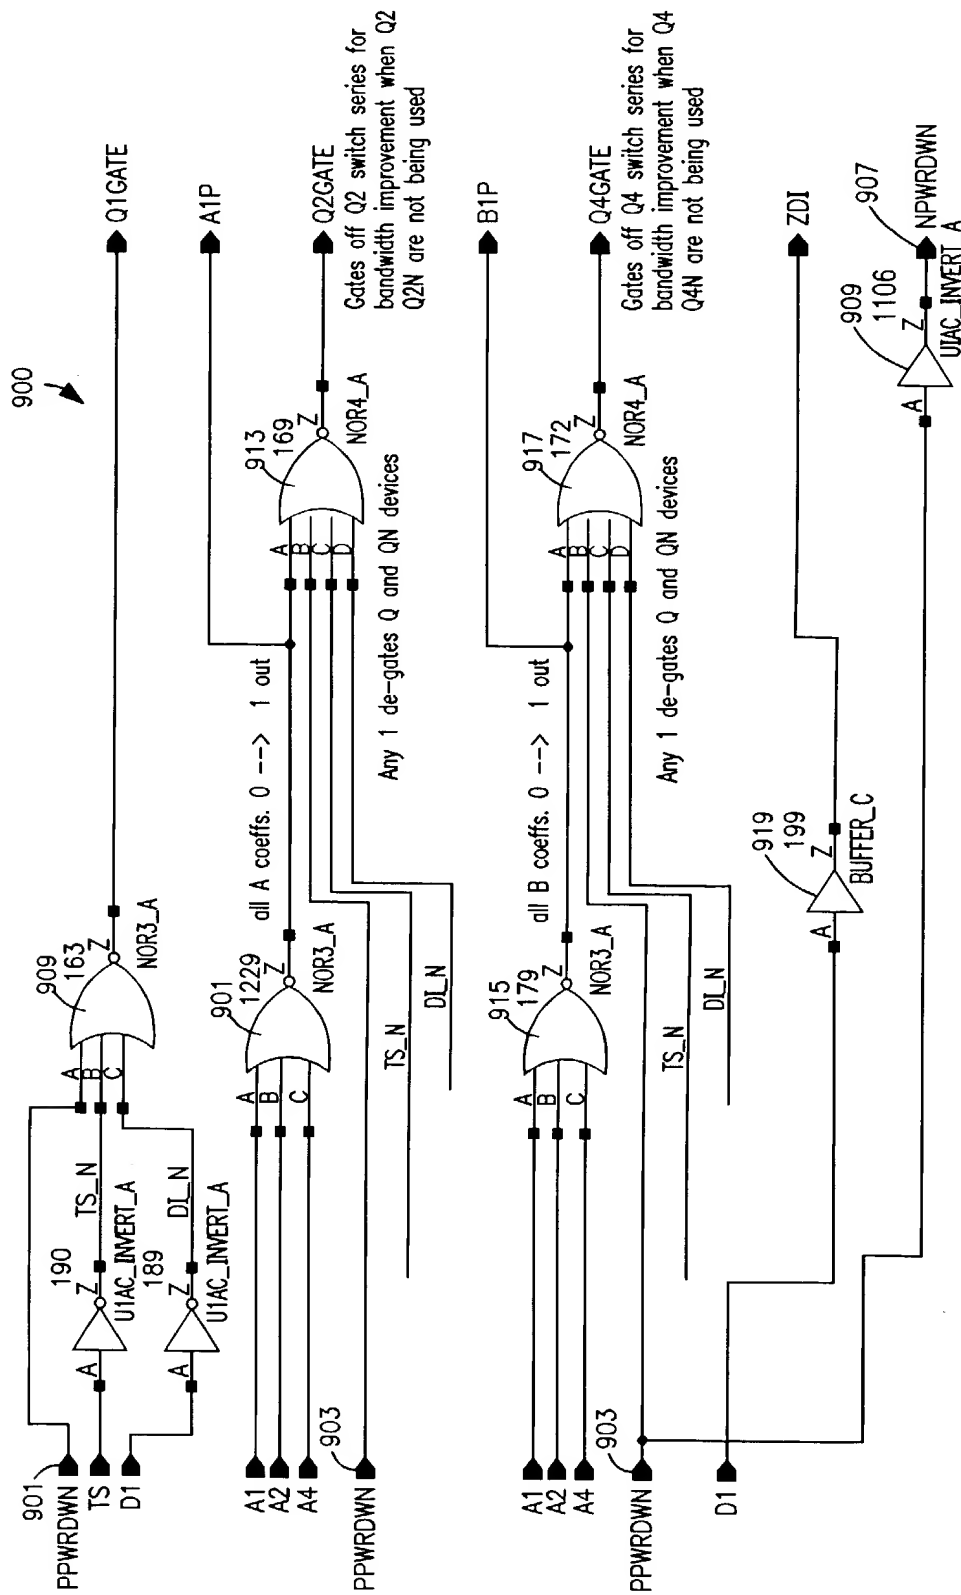 900
901
PPWRDWN
TS
D1
A
190
Z
U1AC_INVERT_A
TS_N
A
189
Z
U1AC_INVERT_A
DI_N
A
B
C
909
163
Z
NOR3_A
Q1GATE
A1
A2
A4
PPWRDWN
903
A
B
C
901
1229
Z
NOR3_A
all A coeffs. 0 --> 1 out
TS_N
DI_N
A1P
A
B
C
D
913
169
Z
NOR4_A
Any 1 de-gates Q and QN devices
Q2GATE
Gates off Q2 switch series for
bandwidth improvement when Q2
Q2N are not being used
A1
A2
A4
PPWRDWN
903
A
B
C
915
179
Z
NOR3_A
all B coeffs. 0 --> 1 out
TS_N
DI_N
B1P
A
B
C
D
917
172
Z
NOR4_A
Any 1 de-gates Q and QN devices
Q4GATE
Gates off Q4 switch series for
bandwidth improvement when Q4
Q4N are not being used
D1
A
919
199
Z
BUFFER_C
ZDI
A
909
1106
Z
UIAC_INVERT_A
907
NPWRDWN